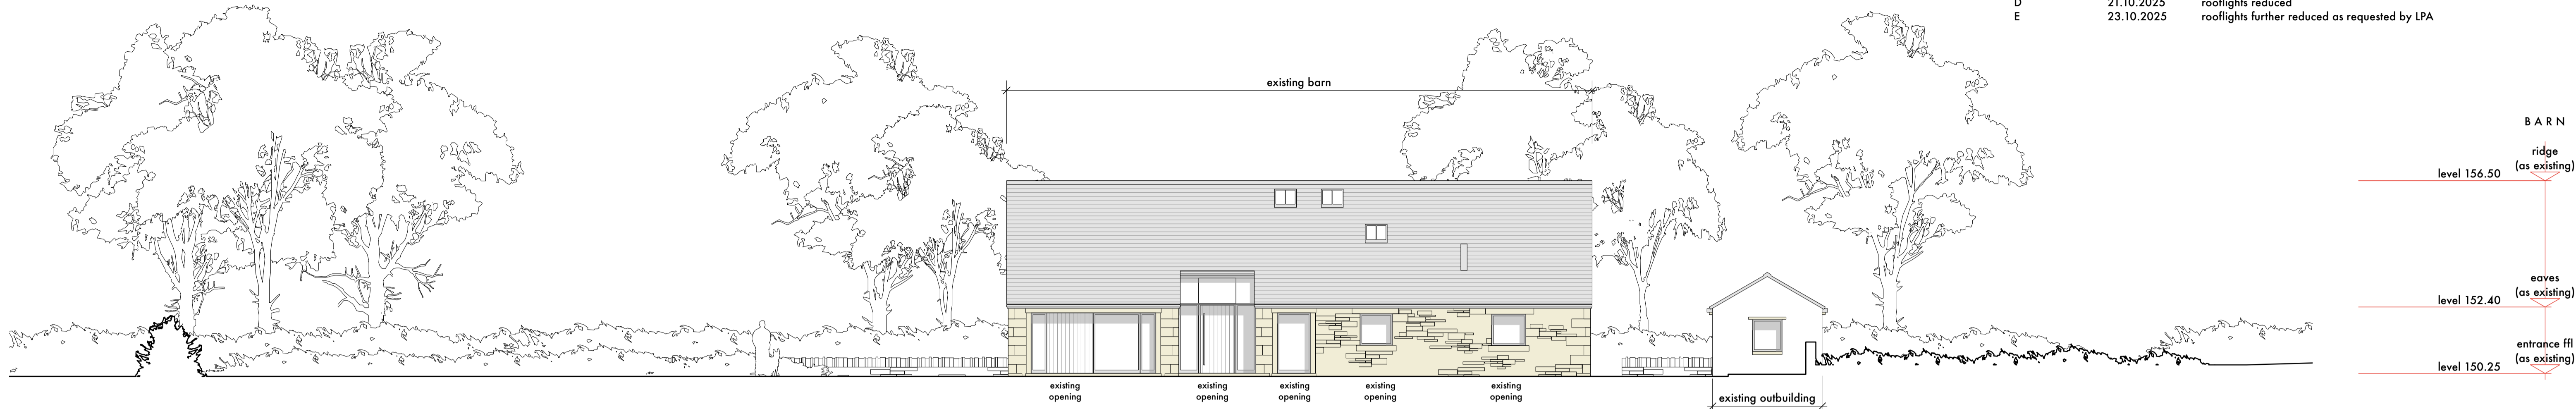 D 21.10.2025 rooflights reduced
E 23.10.2025 rooflights further reduced as requested by LPA
existing barn
BARN
ridge
(as existing)
level 156.50
eaves
(as existing)
level 152.40
entrance ffl
(as existing)
level 150.25
existing
opening
existing
opening
existing
opening
existing
opening
existing
opening
existing outbuilding